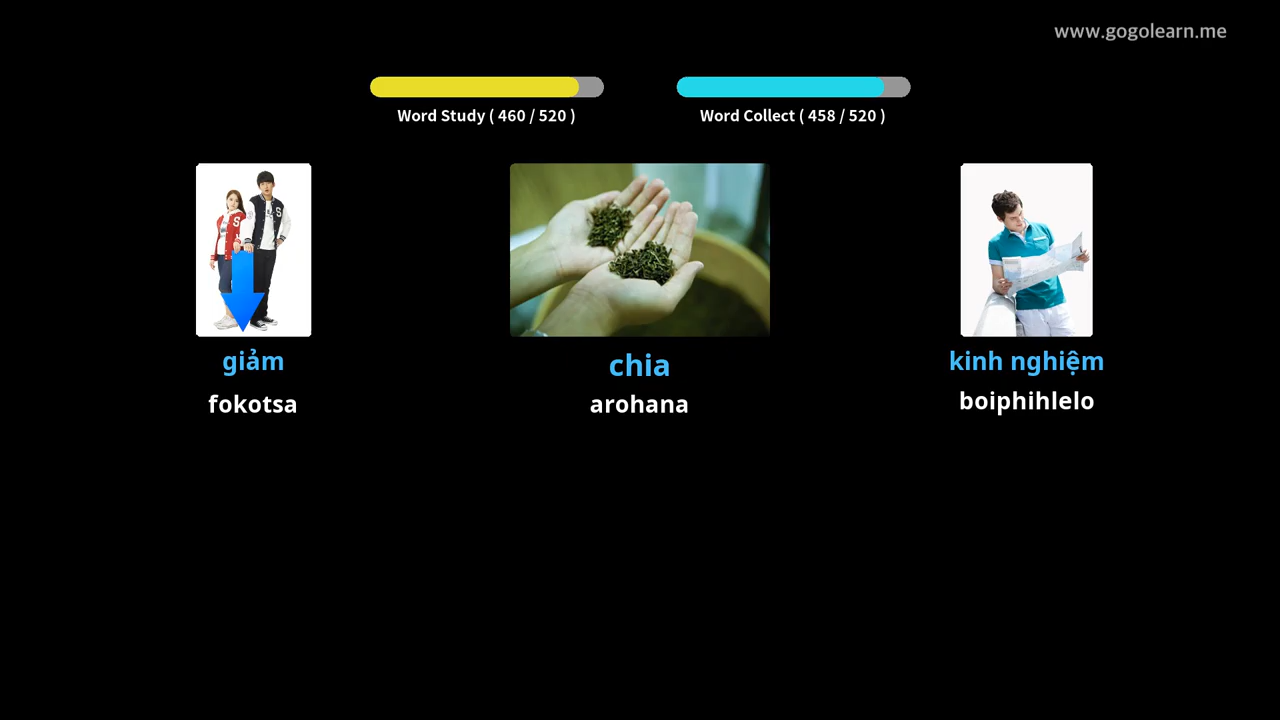 www.gogolearn.me
Word Study ( 460 / 520 )
Word Collect ( 458 / 520 )
giảm
fokotsa
chia
arohana
kinh nghiệm
boiphihlelo